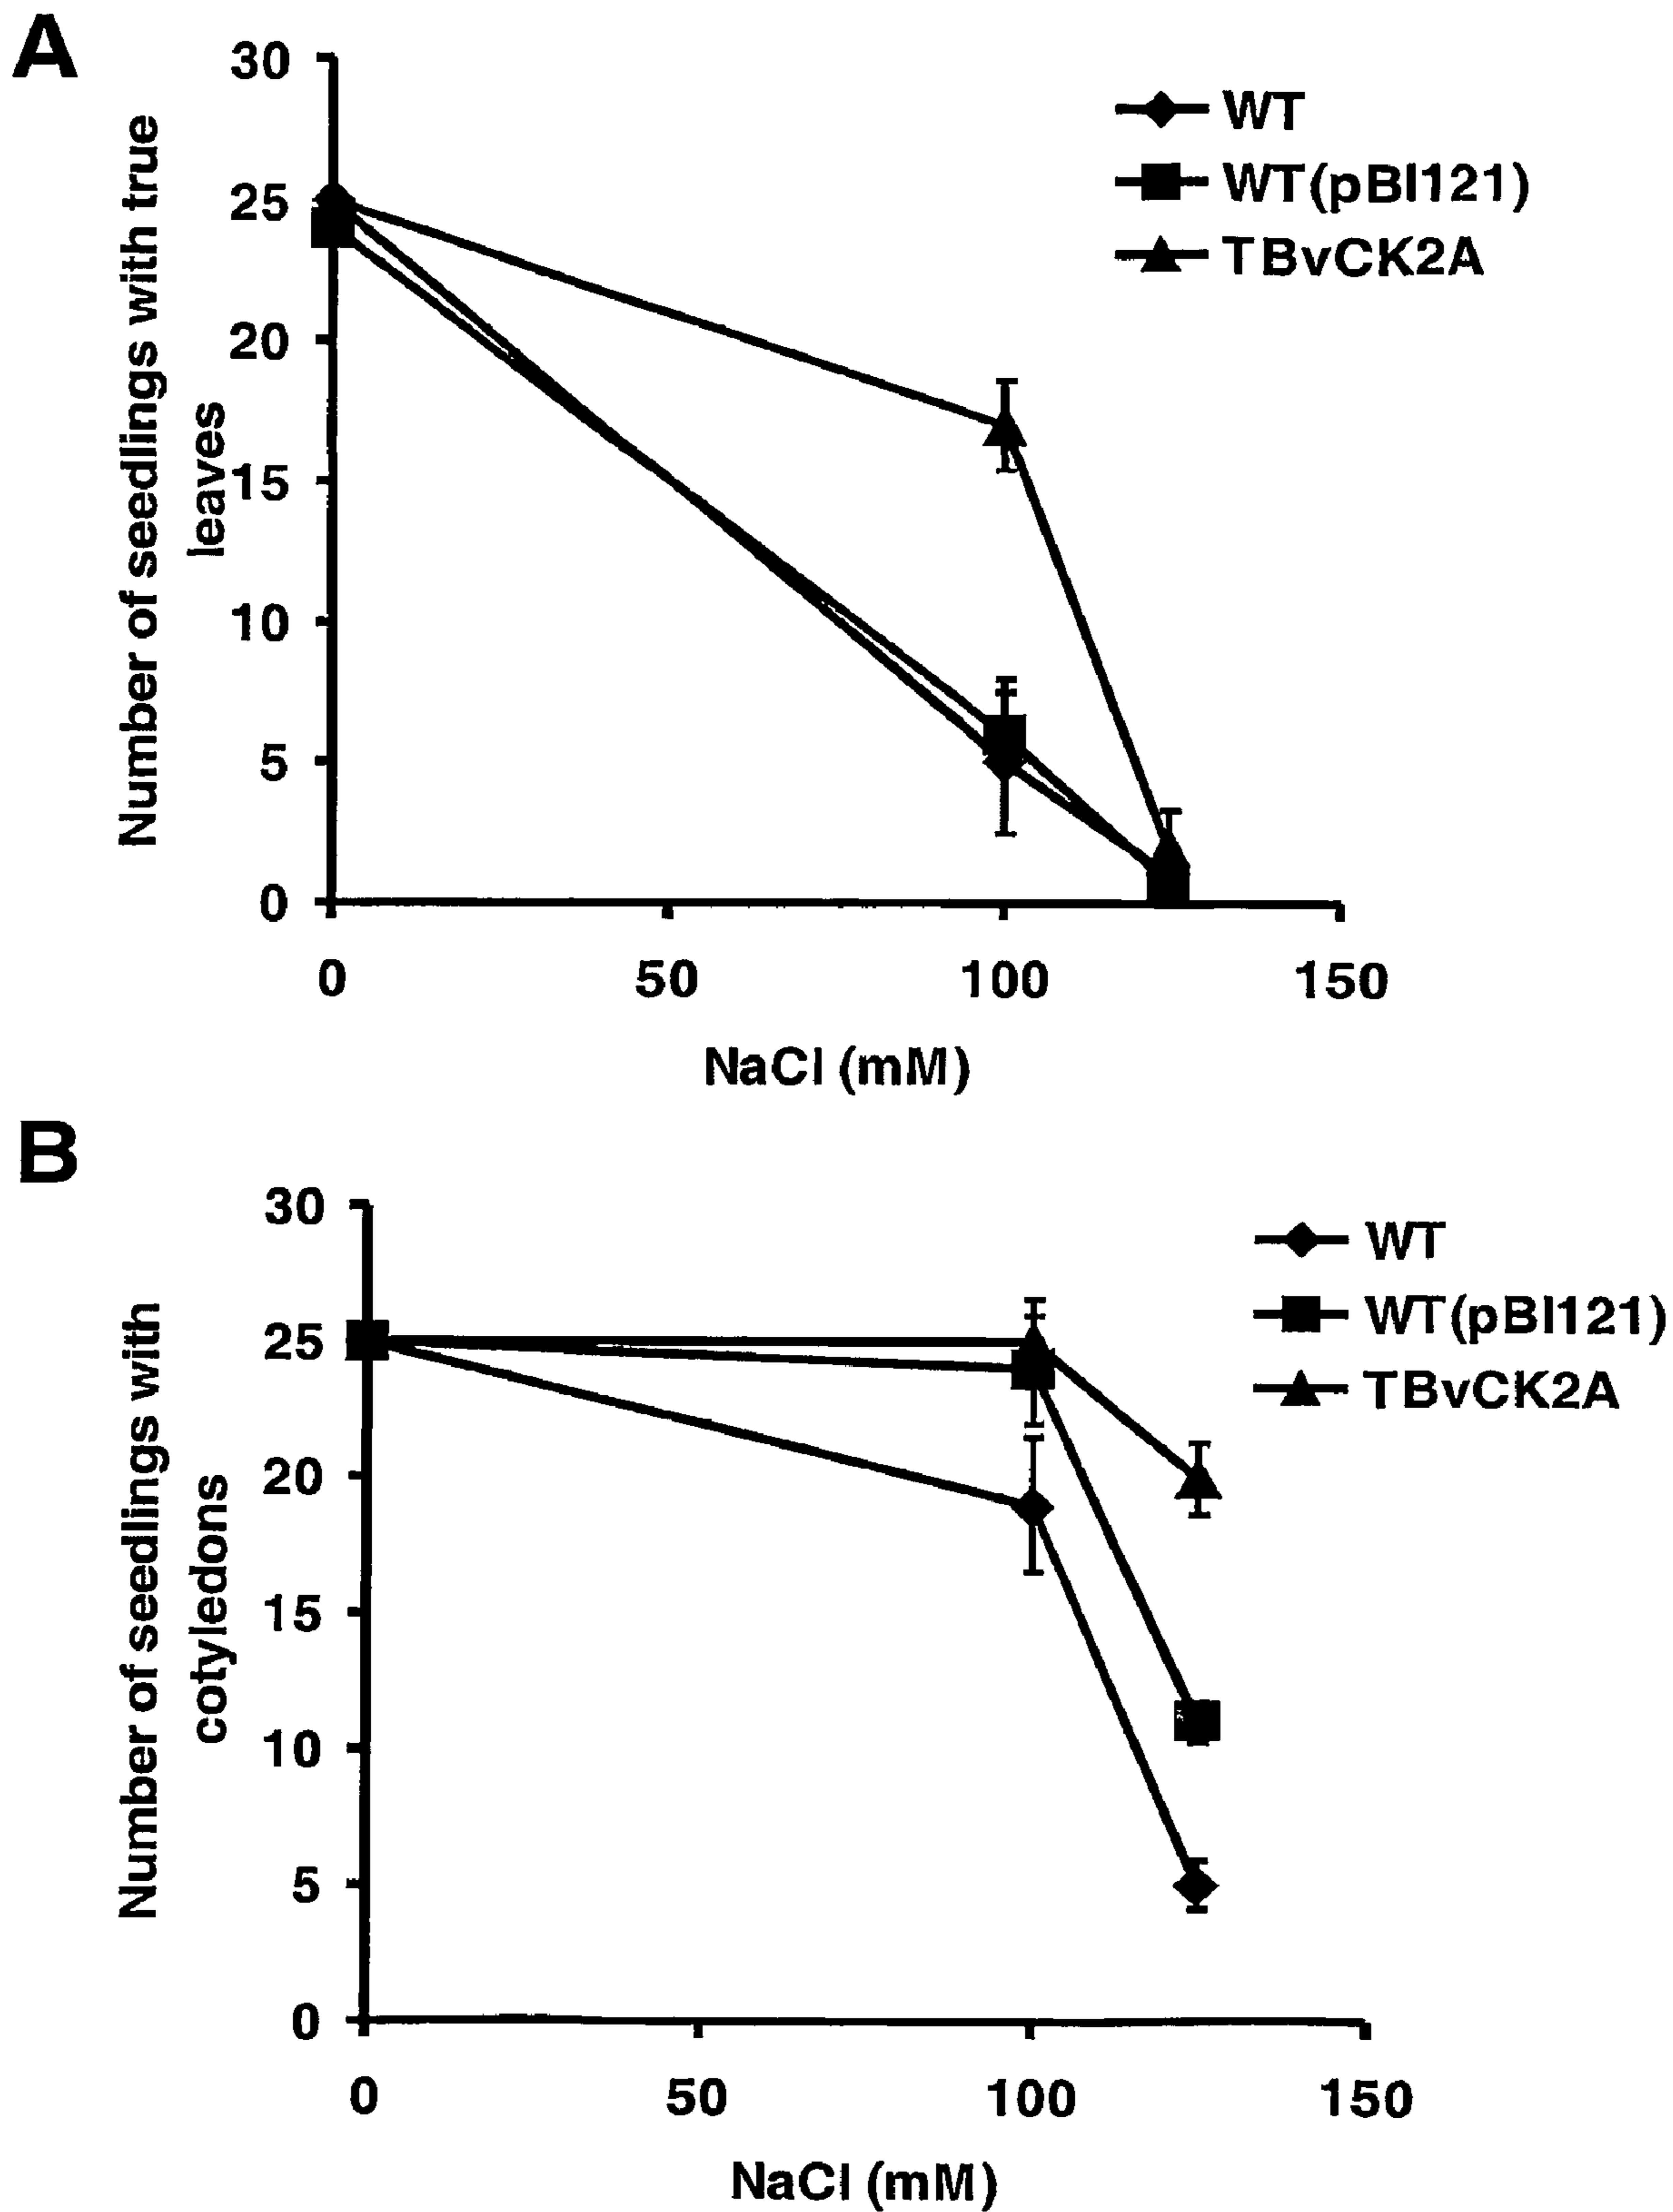 A
30
25
20
15
10
5
0
Number of seedlings with true
leaves
WT
WT(pBI121)
TBvCK2A
0 50 100 150
NaCl (mM)
B
30
25
20
15
10
5
0
Number of seedlings with
cotyledons
WT
WT(pBI121)
TBvCK2A
0 50 100 150
NaCl (mM)